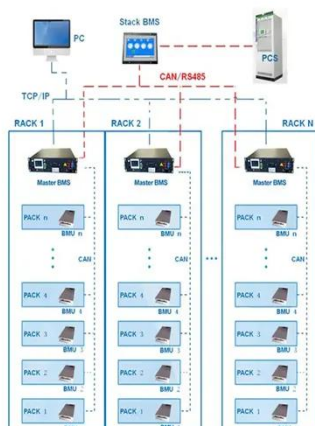 PC
Stack BMS
PCS
CAN/RS485
TCP/IP
RACK 1
RACK 2
RACK N
Master BMS
Master BMS
Master BMS
PACK n
PACK n
PACK n
BMU n
BMU n
BMU n
CAN
CAN
CAN
PACK 4
PACK 4
PACK 4
BMU 4
BMU 4
BMU 4
PACK 3
PACK 3
PACK 3
BMU 3
BMU 3
BMU 3
PACK 2
PACK 2
PACK 2
BMU 2
BMU 2
BMU 2
PACK 1
PACK 1
PACK 1
BMU
BMU
BMU